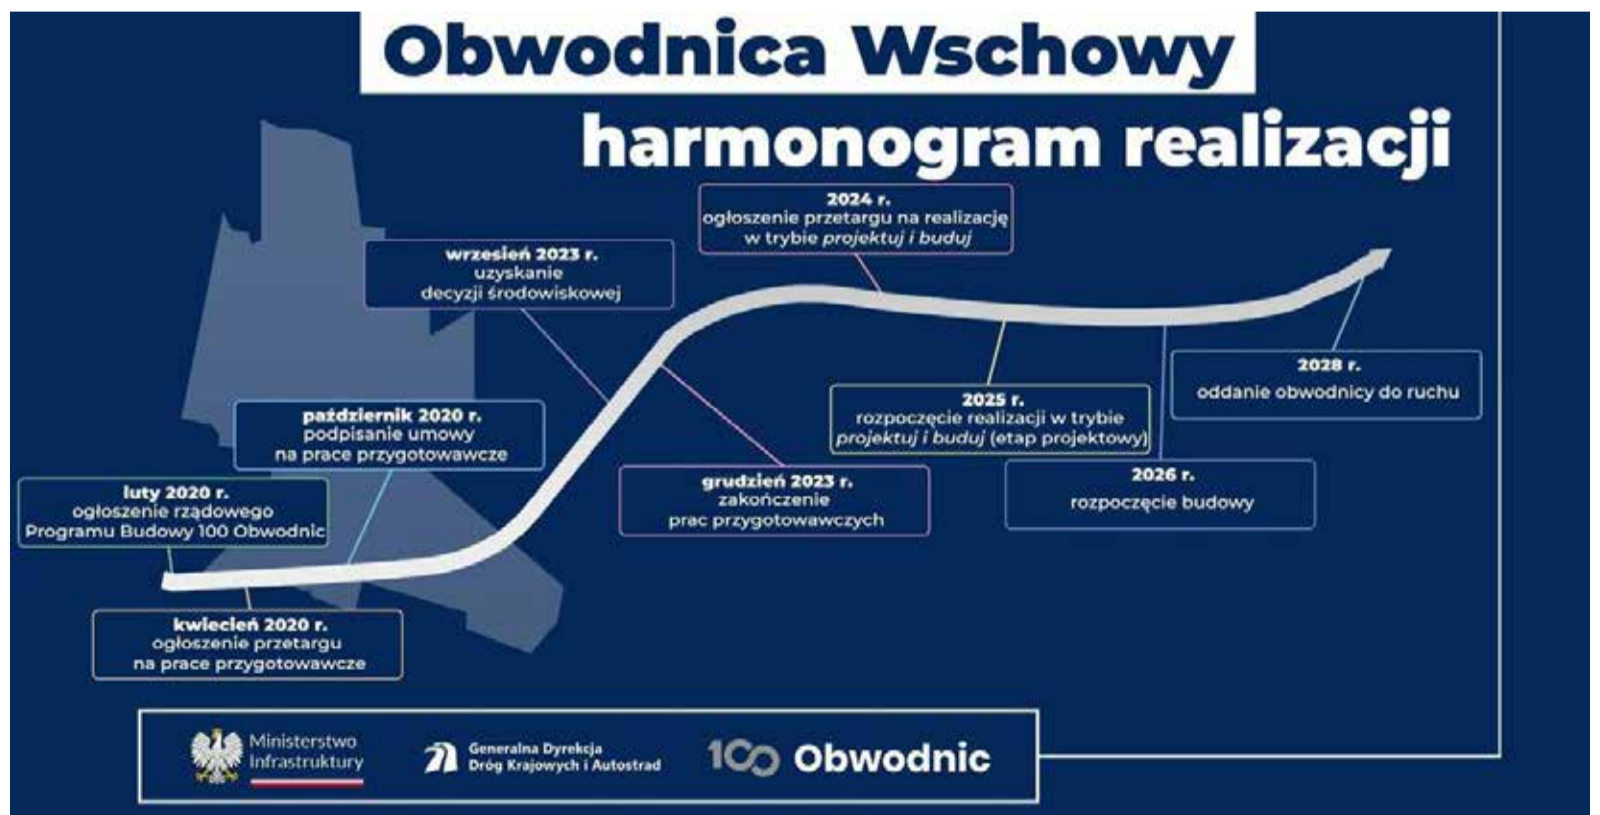 Obwodnica Wschowy
harmonogram realizacji
luty 2020 r.
ogłoszenie rządowego
Programu Budowy 100 Obwodnic
kwiecień 2020 r.
ogłoszenie przetargu
na prace przygotowawcze
październik 2020 r.
podpisanie umowy
na prace przygotowawcze
wrzesień 2023 r.
uzyskanie
decyzji środowiskowej
grudzień 2023 r.
zakończenie
prac przygotowawczych
2024 r.
ogłoszenie przetargu na realizację
w trybie projektuj i buduj
2025 r.
rozpoczęcie realizacji w trybie
projektuj i buduj (etap projektowy)
2026 r.
rozpoczęcie budowy
2028 r.
oddanie obwodnicy do ruchu
Ministerstwo
Infrastruktury
Generalna Dyrekcja
Dróg Krajowych i Autostrad
100 Obwodnic